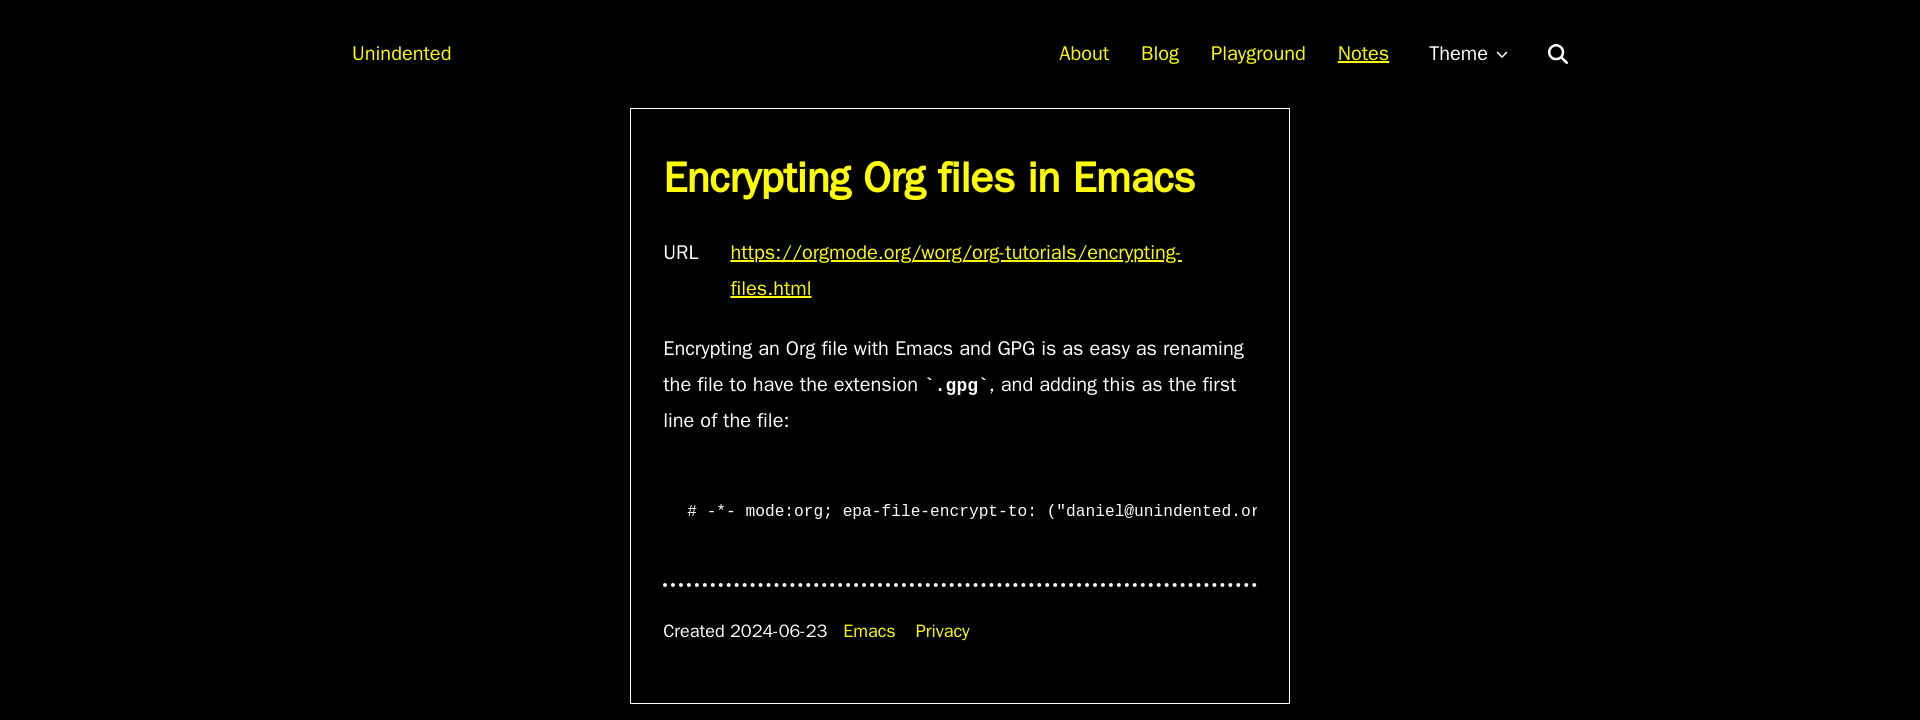 Unindented
About Blog Playground Notes Theme
Encrypting Org files in Emacs
URL https://orgmode.org/worg/org-tutorials/encrypting-
files.html
Encrypting an Org file with Emacs and GPG is as easy as renaming
the file to have the extension `.gpg`, and adding this as the first
line of the file:
# -*- mode:org; epa-file-encrypt-to: ("daniel@unindented.or
Created 2024-06-23 Emacs Privacy